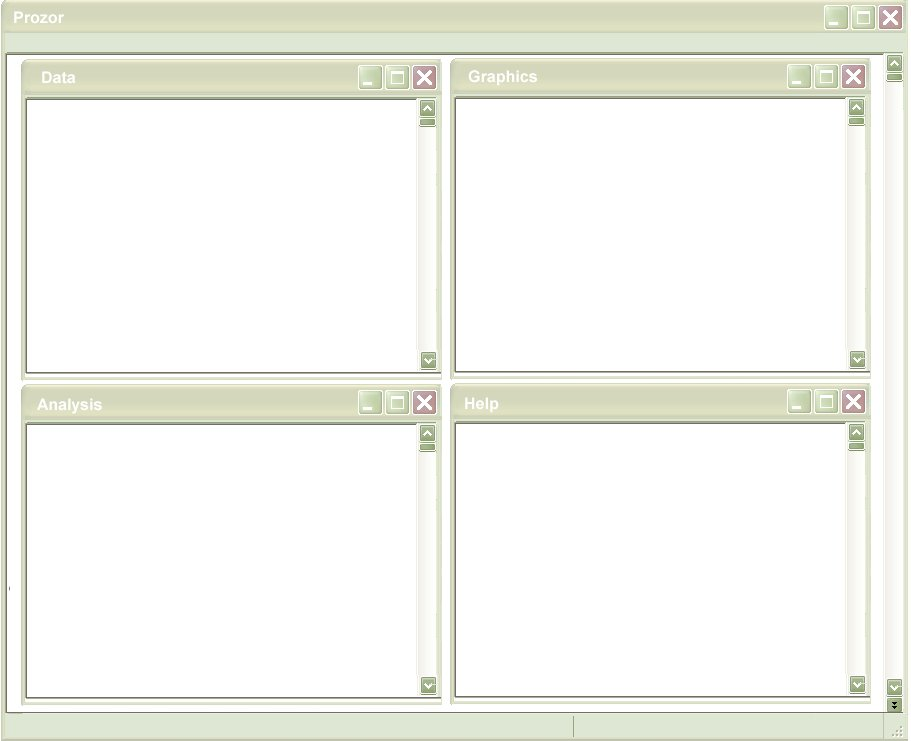 Prozor
Data
Graphics
Analysis
Help